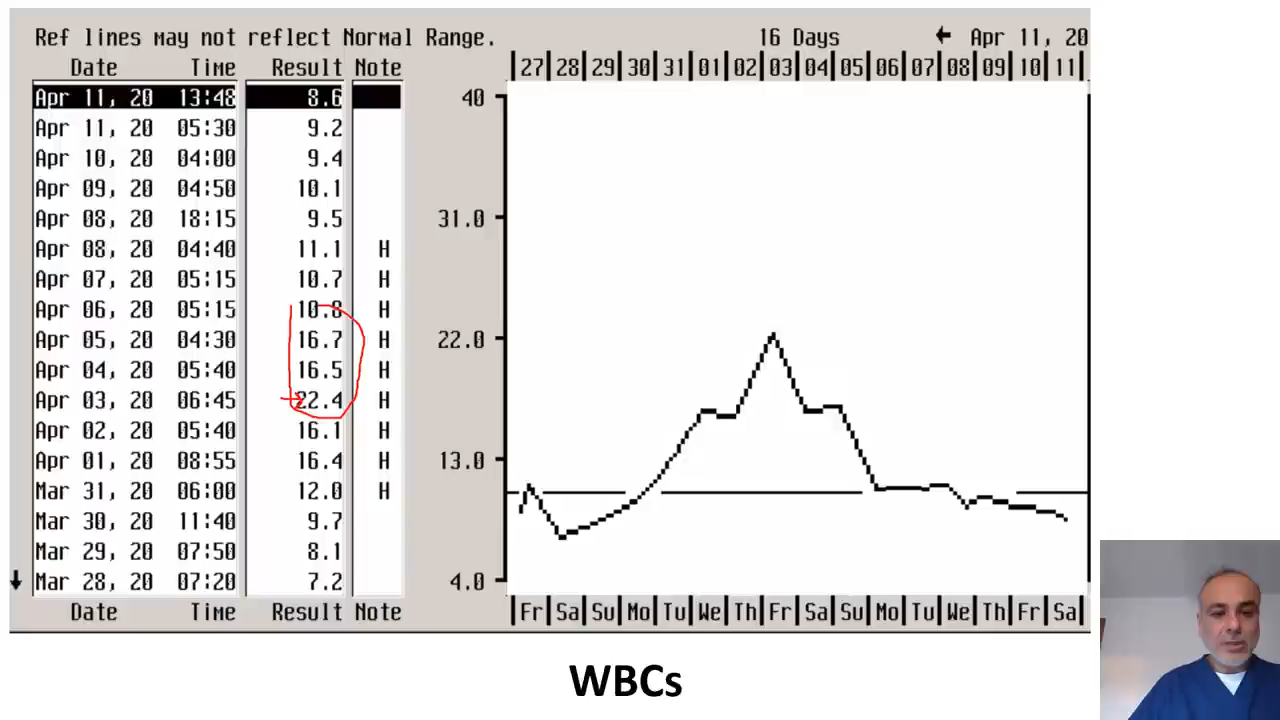 Ref lines may not reflect Normal Range. 16 Days Apr 11, 20
Date Time Result Note 27 28 29 30 31 01 02 03 04 05 06 07 08 09 10 11
Apr 11, 20 13:48 8.6
Apr 11, 20 05:30 9.2
Apr 10, 20 04:00 9.4
Apr 09, 20 04:50 10.1
Apr 08, 20 18:15 9.5
Apr 08, 20 04:40 11.1 H
Apr 07, 20 05:15 10.7 H
Apr 06, 20 05:15 10.8 H
Apr 05, 20 04:30 16.7 H
Apr 04, 20 05:40 16.5 H
Apr 03, 20 06:45 22.4 H
Apr 02, 20 05:40 16.1 H
Apr 01, 20 08:55 16.4 H
Mar 31, 20 06:00 12.0 H
Mar 30, 20 11:40 9.7
Mar 29, 20 07:50 8.1
Mar 28, 20 07:20 7.2
Date Time Result Note
40
31.0
22.0
13.0
4.0
Fr Sa Su Mo Tu We Th Fr Sa Su Mo Tu We Th Fr Sa
WBCs